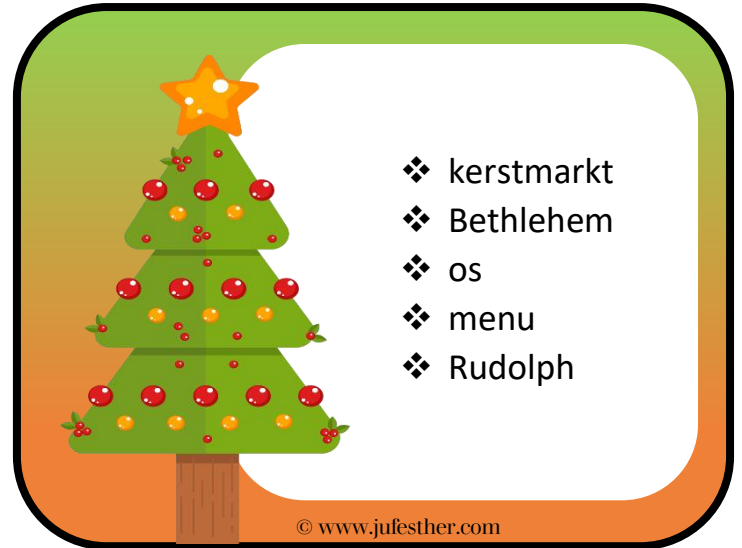 ❖ kerstmarkt
❖ Bethlehem
❖ os
❖ menu
❖ Rudolph
© www.jufesther.com